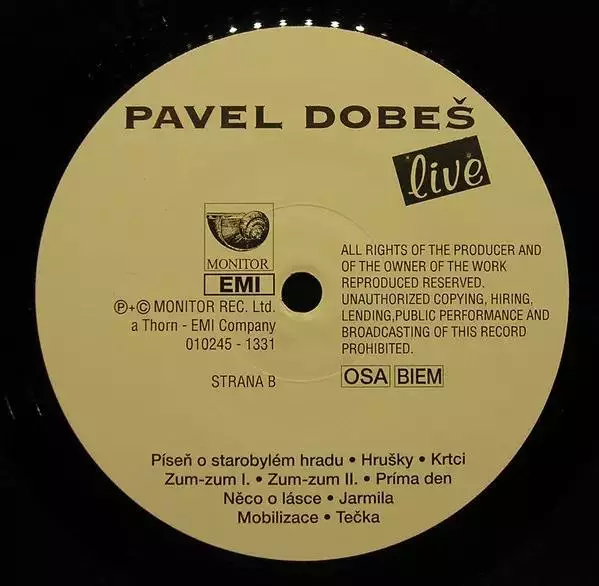 PAVEL DOBEŠ
live
MONITOR
EMI
℗+© MONITOR REC. Ltd.
a Thorn - EMI Company
010245 - 1331
STRANA B
ALL RIGHTS OF THE PRODUCER AND
OF THE OWNER OF THE WORK
REPRODUCED RESERVED.
UNAUTHORIZED COPYING, HIRING,
LENDING,PUBLIC PERFORMANCE AND
BROADCASTING OF THIS RECORD
PROHIBITED.
OSA BIEM
Píseň o starobylém hradu • Hrušky • Krtci
Zum-zum I. • Zum-zum II. • Príma den
Něco o lásce • Jarmila
Mobilizace • Tečka